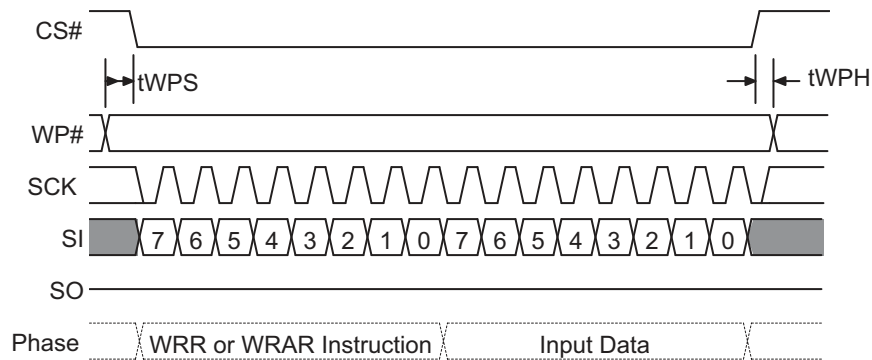 CS#
tWPS
tWPH
WP#
SCK
SI 7 6 5 4 3 2 1 0 7 6 5 4 3 2 1 0
SO
Phase WRR or WRAR Instruction Input Data